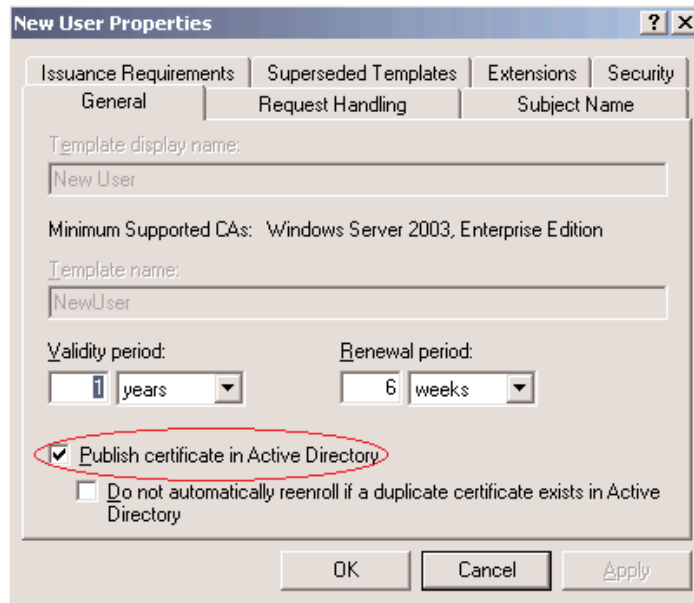 New User Properties
Issuance Requirements Superseded Templates Extensions Security
General Request Handling Subject Name
Template display name:
New User
Minimum Supported CAs: Windows Server 2003, Enterprise Edition
Template name:
NewUser
Validity period: Renewal period:
1 years 6 weeks
Publish certificate in Active Directory
Do not automatically reenroll if a duplicate certificate exists in Active
Directory
OK Cancel Apply